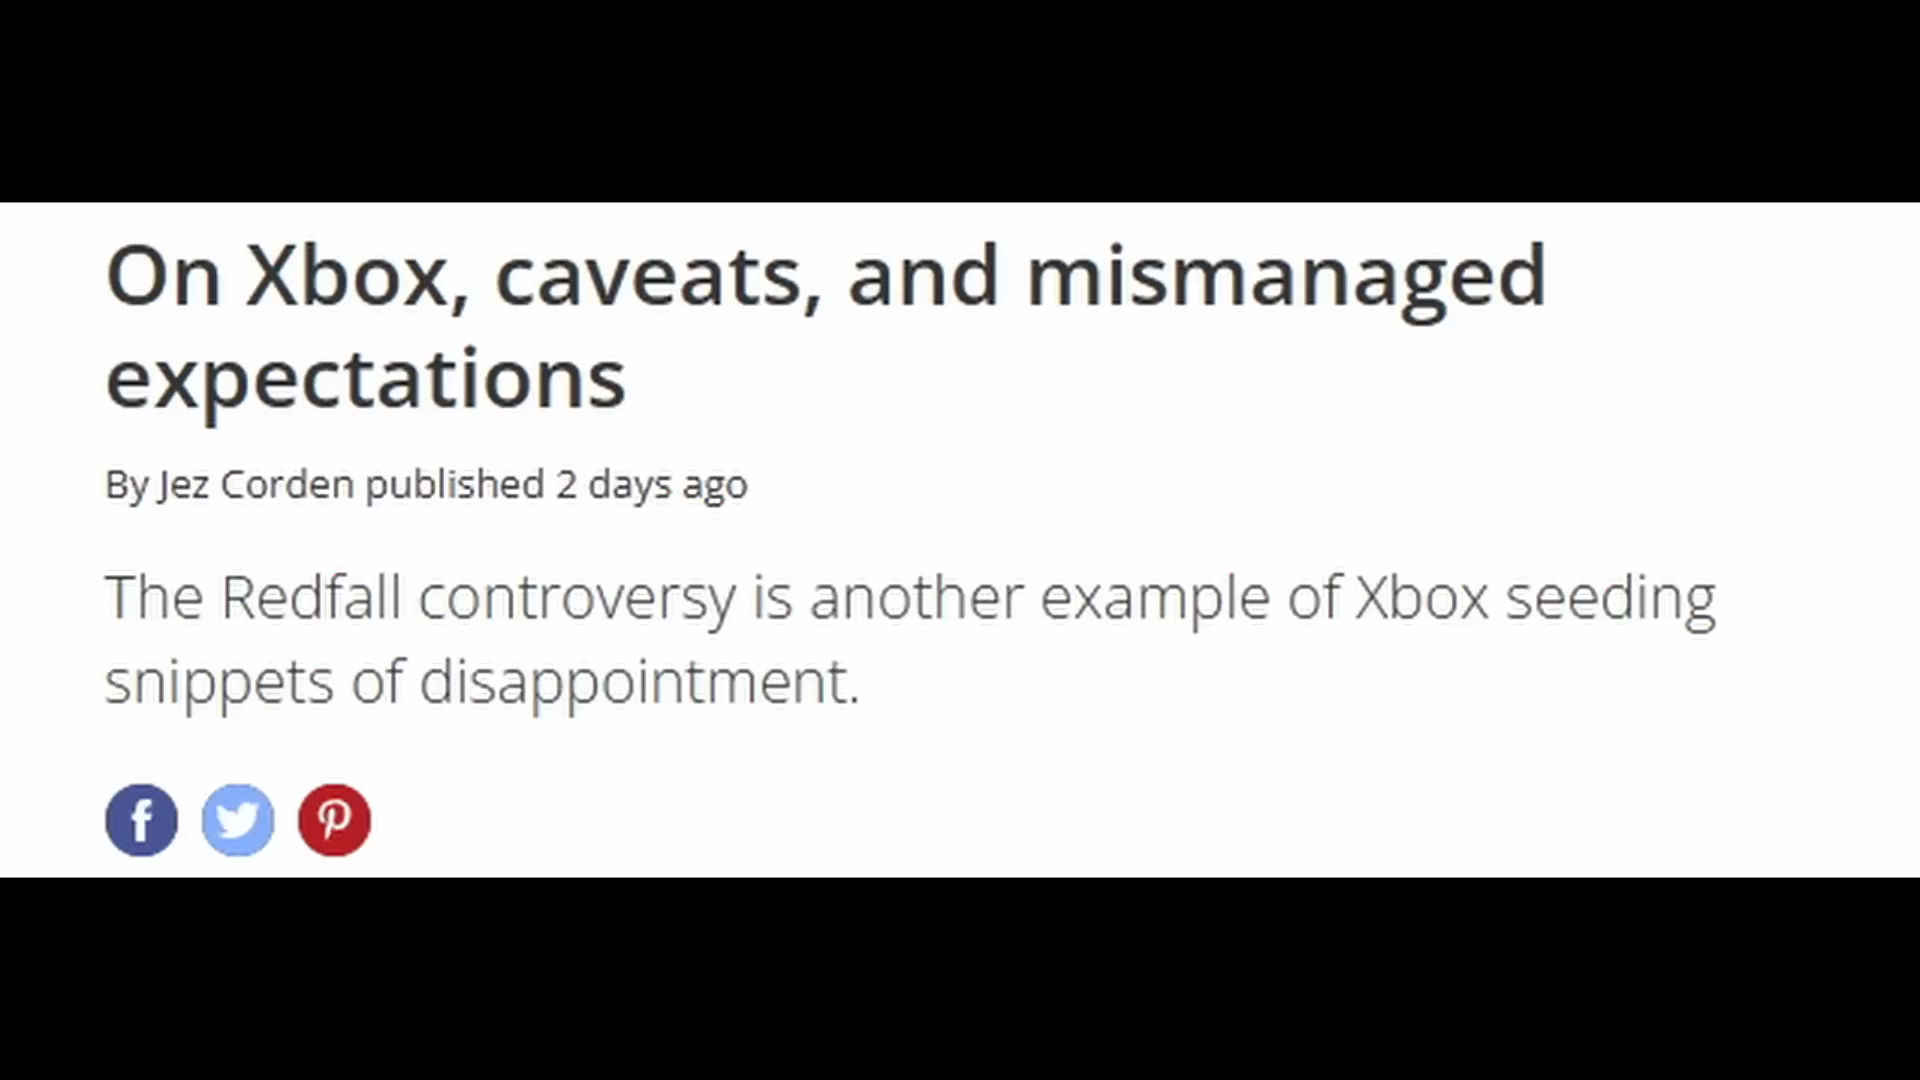 On Xbox, caveats, and mismanaged
expectations
By Jez Corden published 2 days ago
The Redfall controversy is another example of Xbox seeding
snippets of disappointment.